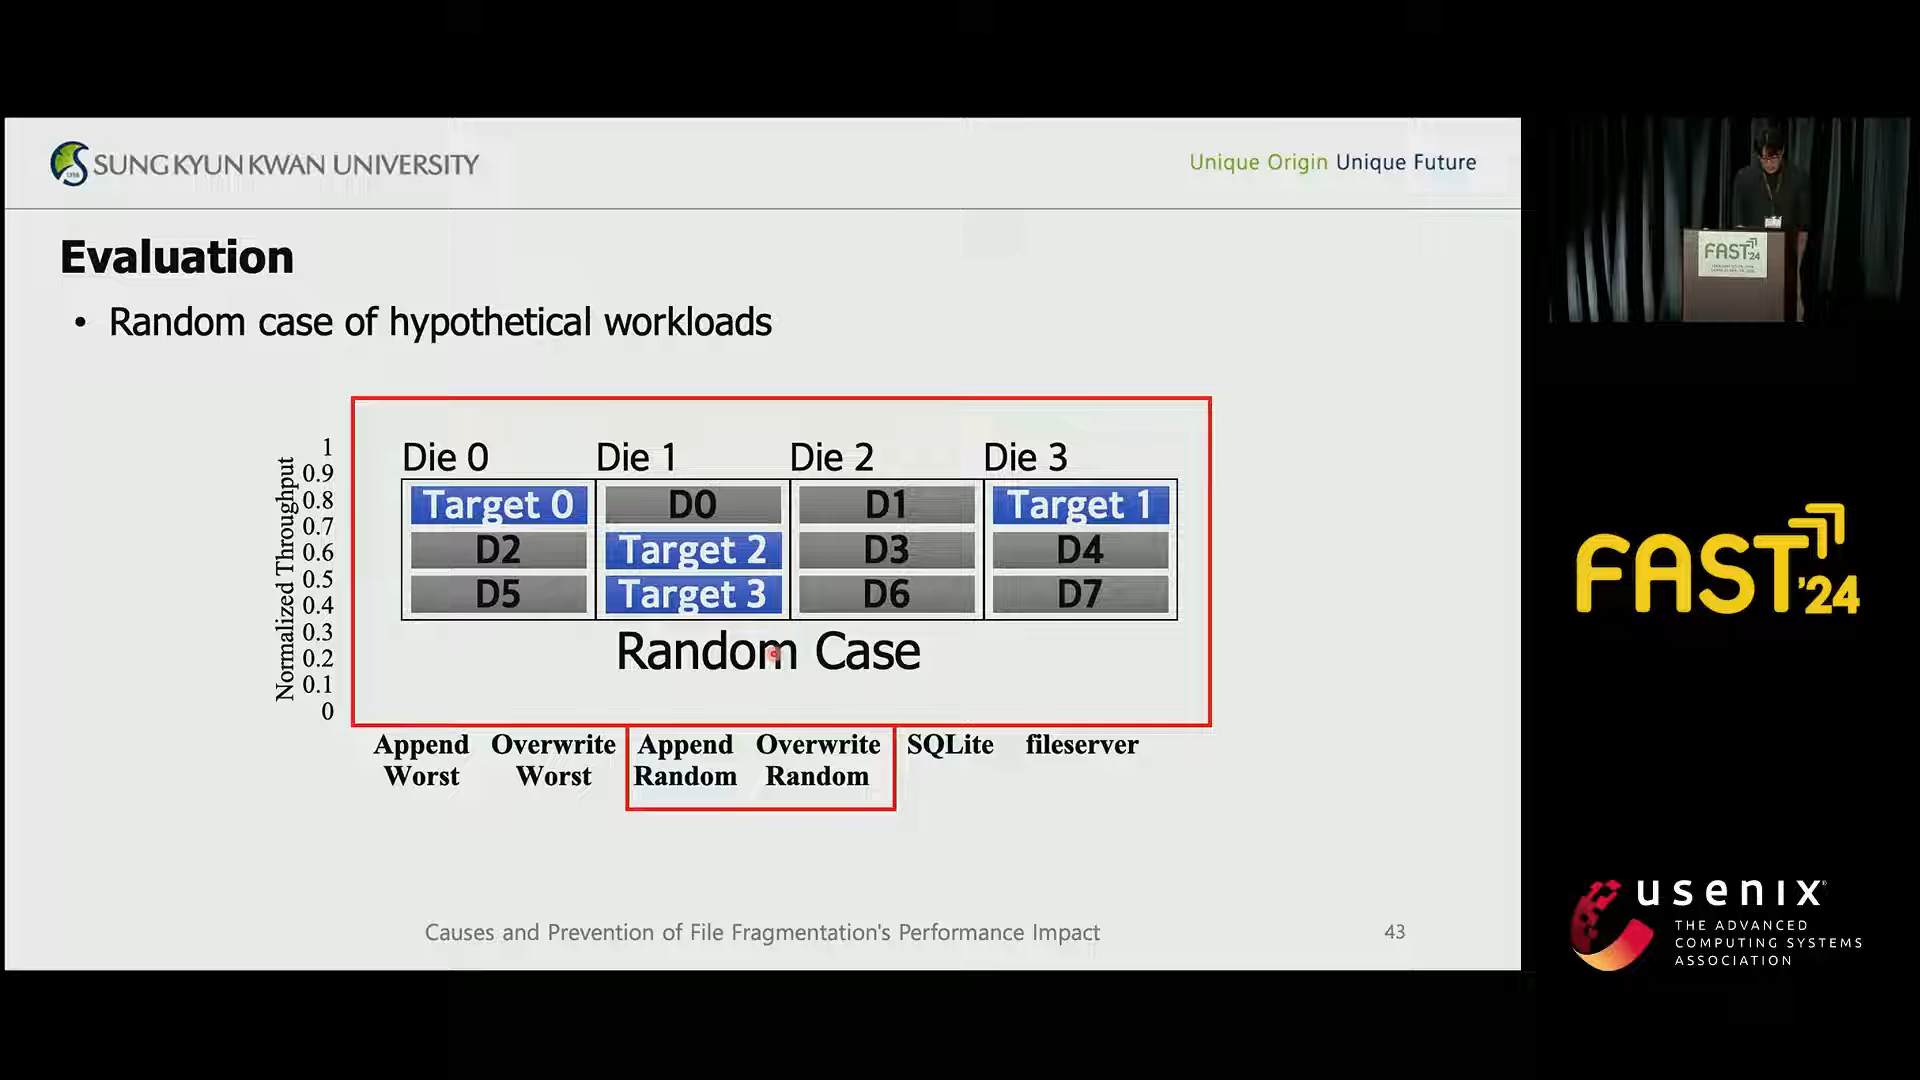 SUNG KYUN KWAN UNIVERSITY
Unique Origin Unique Future
Evaluation
• Random case of hypothetical workloads
Normalized Throughput
1
0.9
0.8
0.7
0.6
0.5
0.4
0.3
0.2
0.1
0
Die 0 Die 1 Die 2 Die 3
Target 0 D0 D1 Target 1
D2 Target 2 D3 D4
D5 Target 3 D6 D7
Random Case
Append Worst
Overwrite Worst
Append Random
Overwrite Random
SQLite
fileserver
Causes and Prevention of File Fragmentation's Performance Impact
43
FAST '24
FAST '24
usenix
THE ADVANCED
COMPUTING SYSTEMS
ASSOCIATION